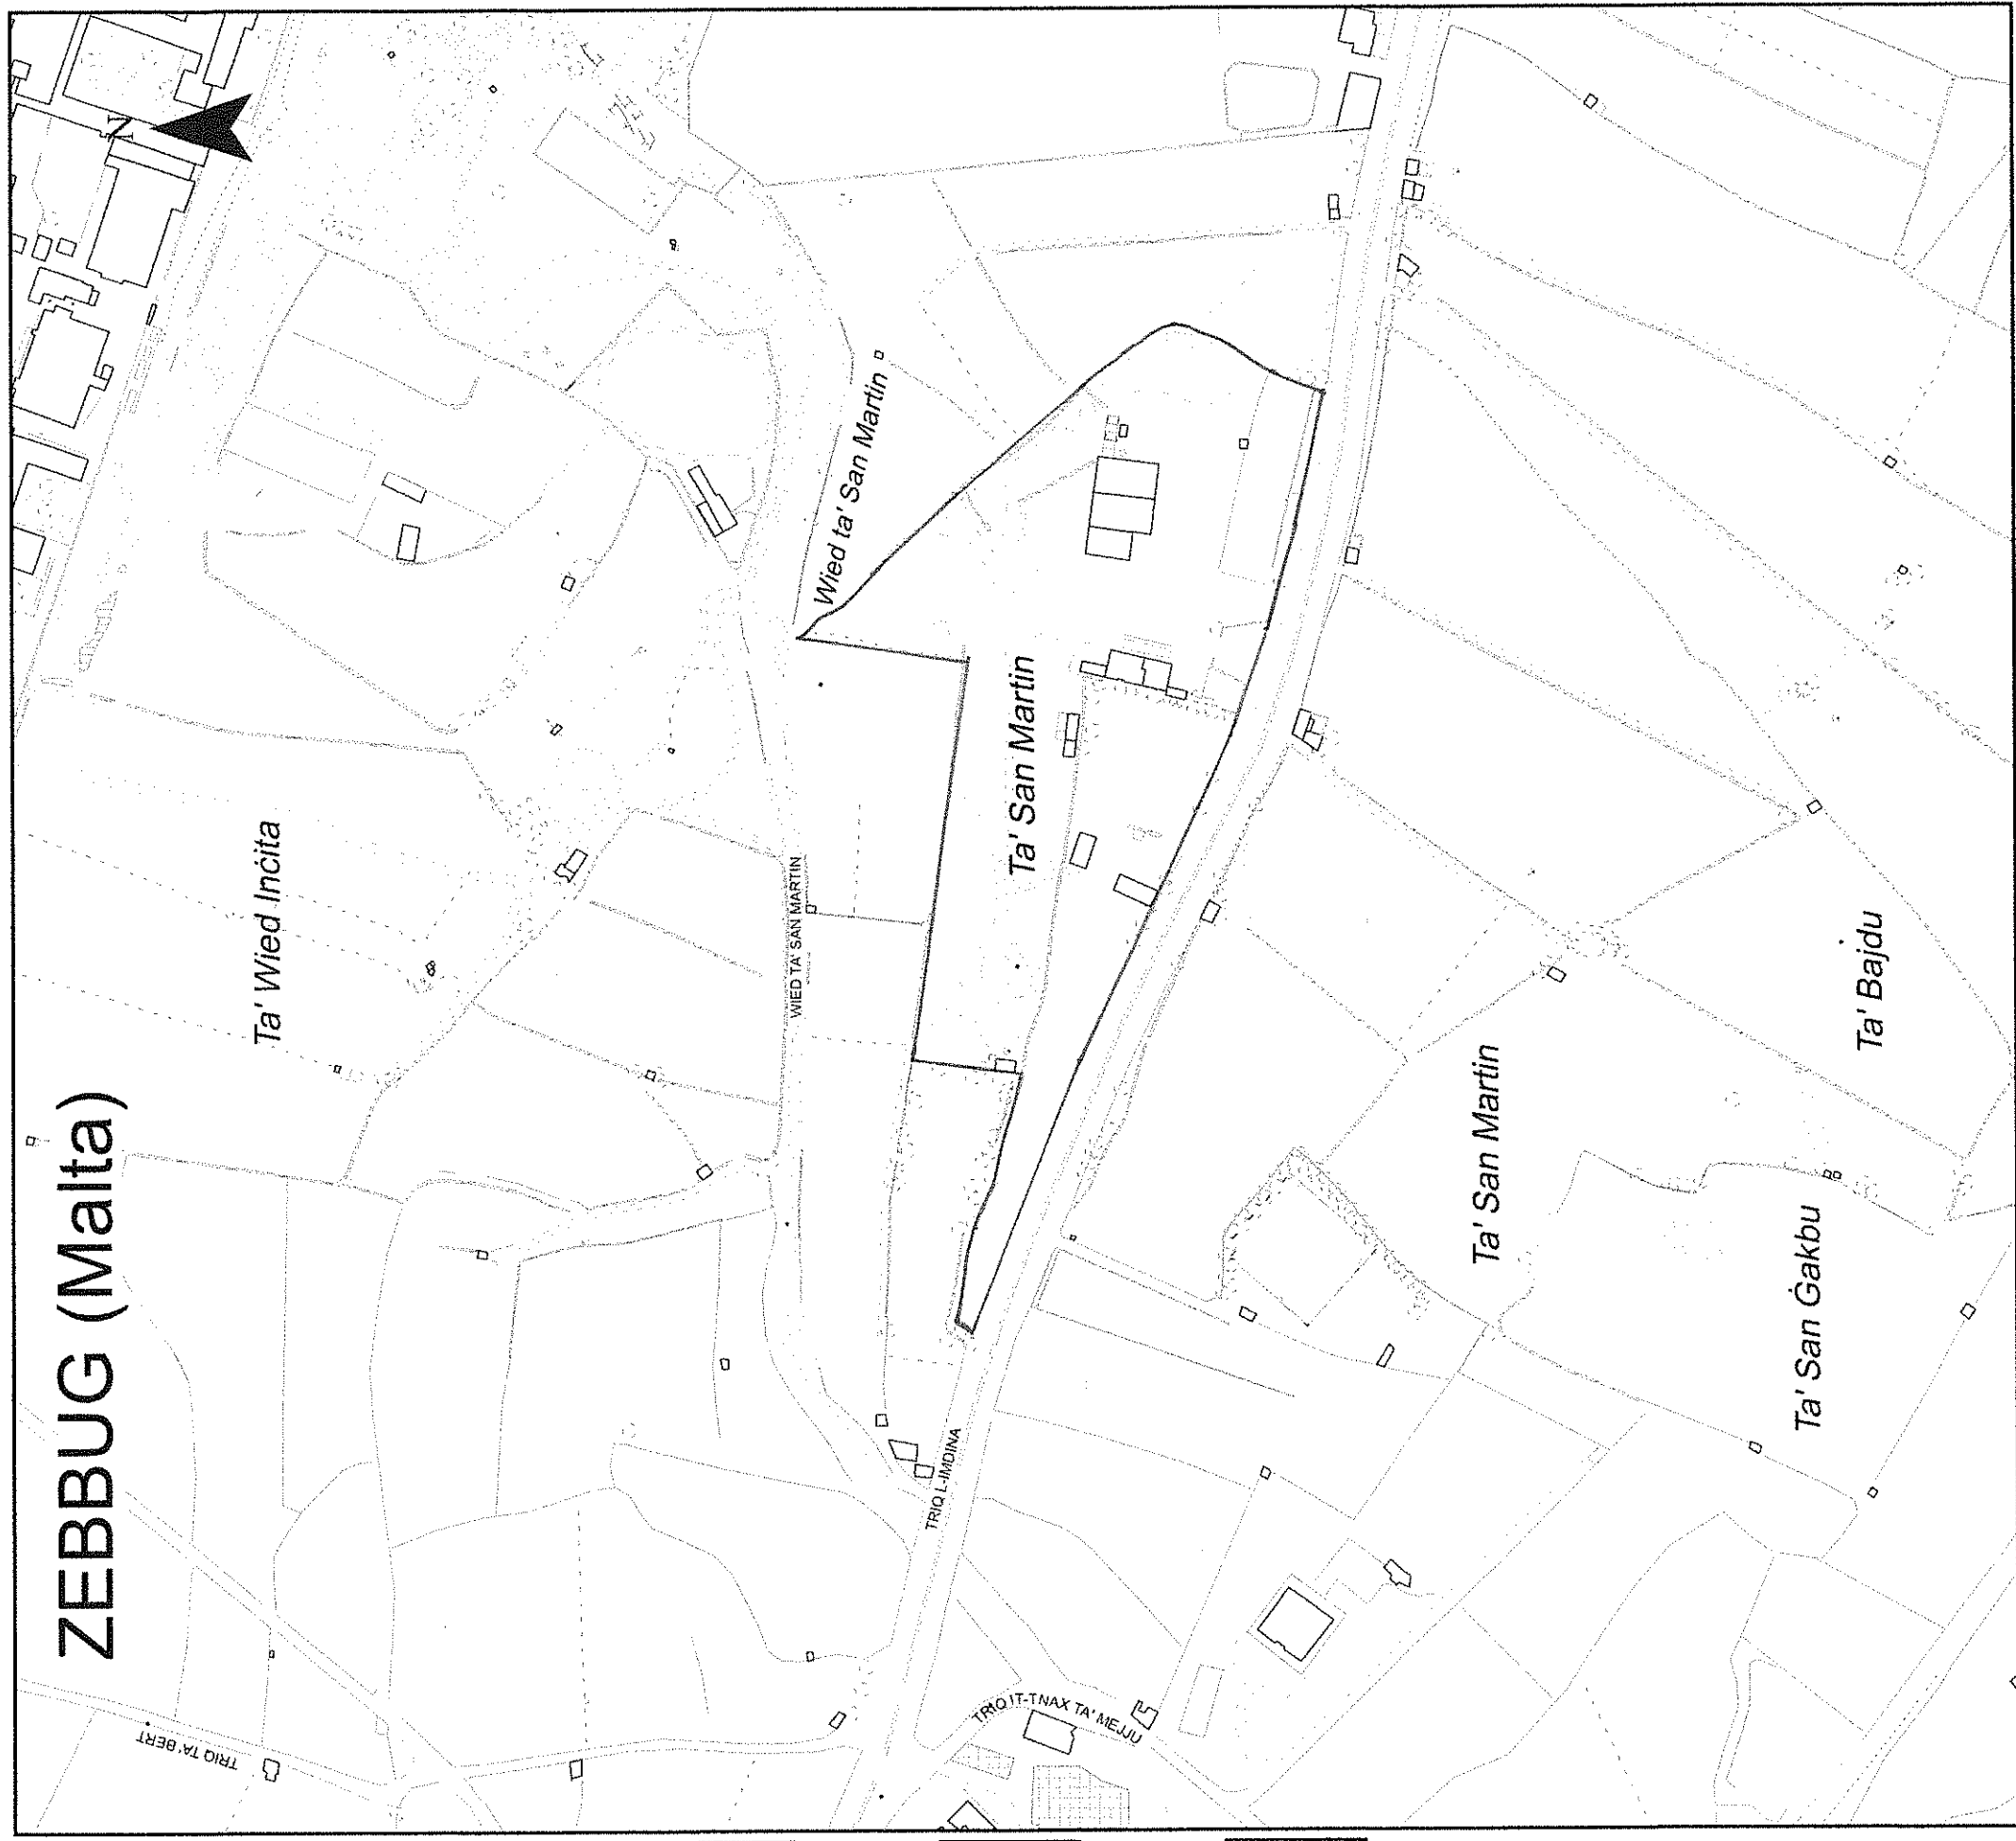 ZEBBUG (Malta)
N
Ta' Wied Inċita
Wied ta' San Martin
WIED TA' SAN MARTIN
Ta' San Martin
TRIQ L-IMDINA
TRIQ TA' BERT
TRIQ IT-TNAX TA' MEJJU
Ta' San Martin
Ta' Bajdu
Ta' San Ġakbu